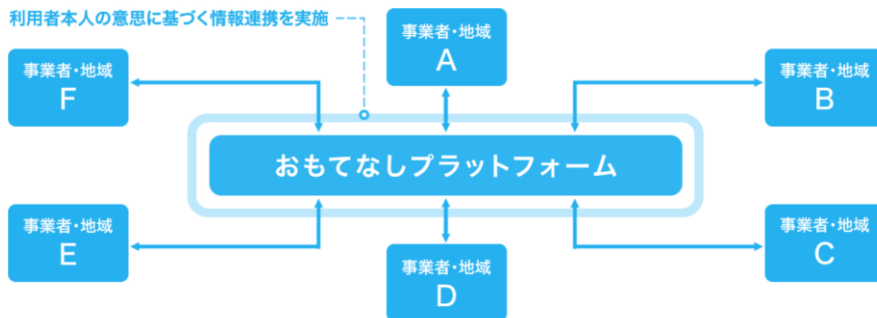 利用者本人の意思に基づく情報連携を実施
事業者・地域
A
事業者・地域
F
事業者・地域
B
おもてなしプラットフォーム
事業者・地域
E
事業者・地域
C
事業者・地域
D